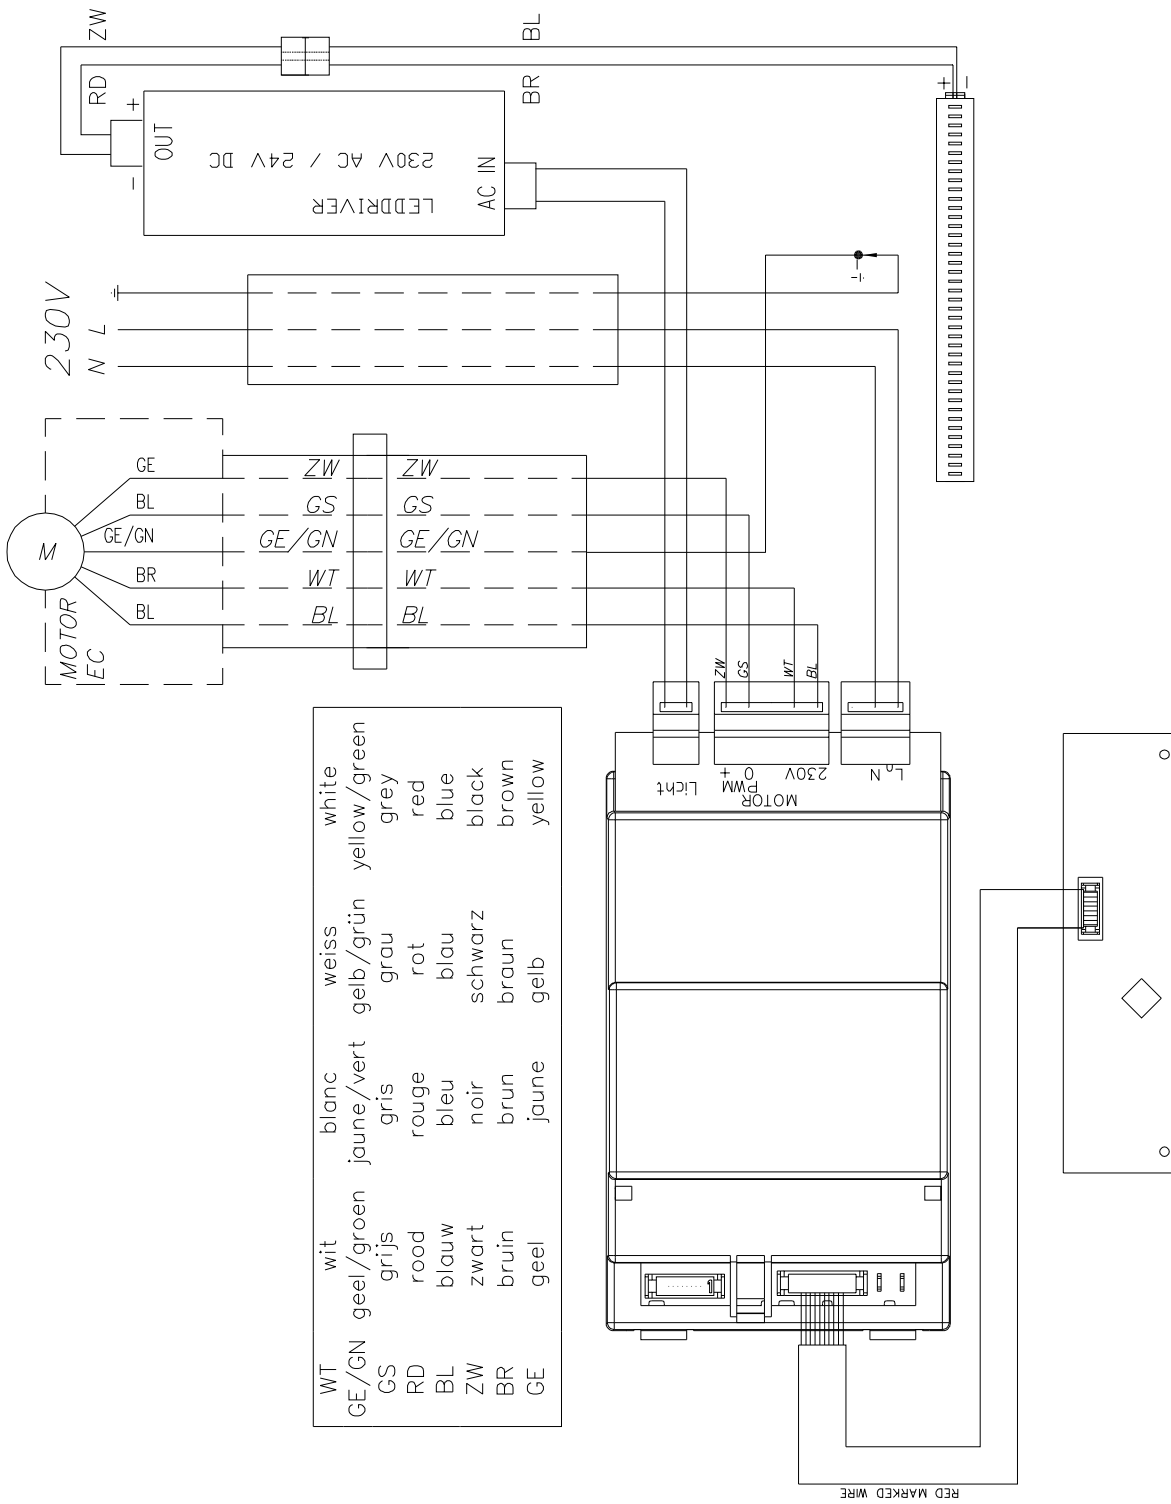 ZW
RD
BL
BR
+
-
OUT
LEDDRIVER
230V AC / 24V DC
AC IN
+
-
230V
L
N
MOTOR
EC
M
GE
BL
GE/GN
BR
BL
ZW
GS
GE/GN
WT
BL
ZW
GS
GE/GN
WT
BL
ZW
GS
WT
BL
Licht
+ 0
PWM
230V
MOTOR
L N
WT wit blanc weiss white
GE/GN geel/groen jaune/vert gelb/grün yellow/green
GS grijs gris grau grey
RD rood rouge rot red
BL blauw bleu blau blue
ZW zwart noir schwarz black
BR bruin brun braun brown
GE geel jaune gelb yellow
1
RED MARKED WIRE